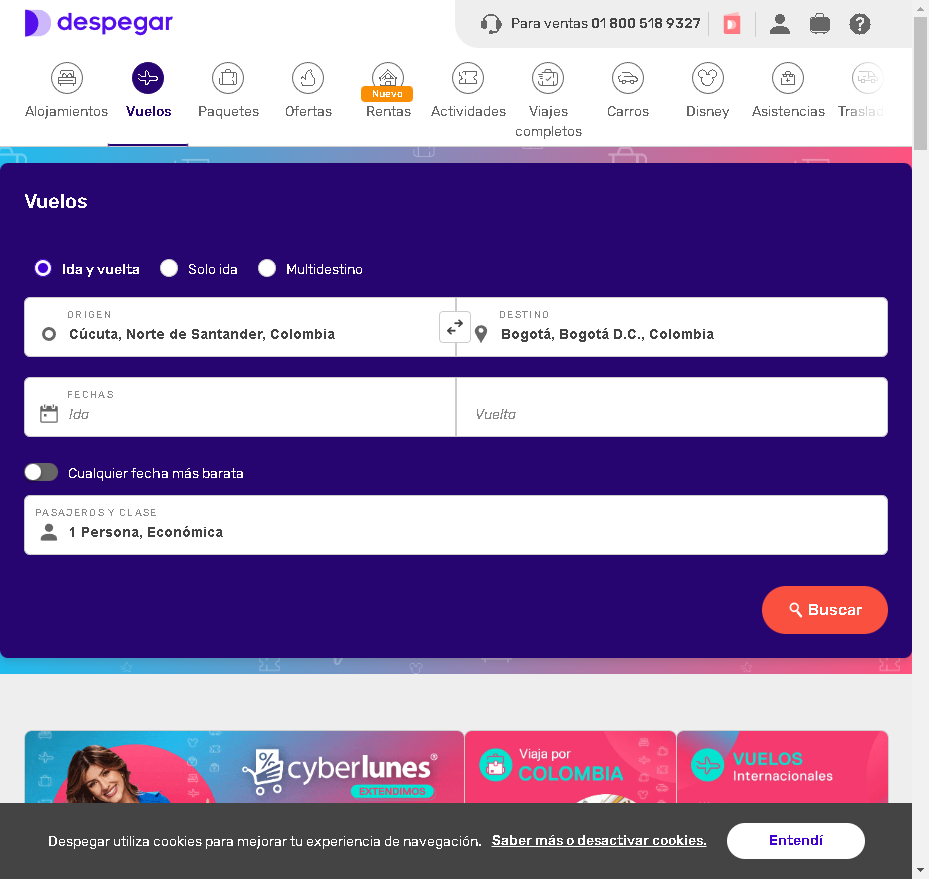 despegar
Para ventas 01 800 518 9327
Alojamientos
Vuelos
Paquetes
Ofertas
Nuevo
Rentas
Actividades
Viajes
completos
Carros
Disney
Asistencias
Traslad
Vuelos
Ida y vuelta
Solo ida
Multidestino
ORIGEN
Cúcuta, Norte de Santander, Colombia
DESTINO
Bogotá, Bogotá D.C., Colombia
FECHAS
Ida
Vuelta
Cualquier fecha más barata
PASAJEROS Y CLASE
1 Persona, Económica
Buscar
cyberlunes®
EXTENDIMOS
Viaja por
COLOMBIA
VUELOS
Internacionales
Despegar utiliza cookies para mejorar tu experiencia de navegación. Saber más o desactivar cookies.
Entendí